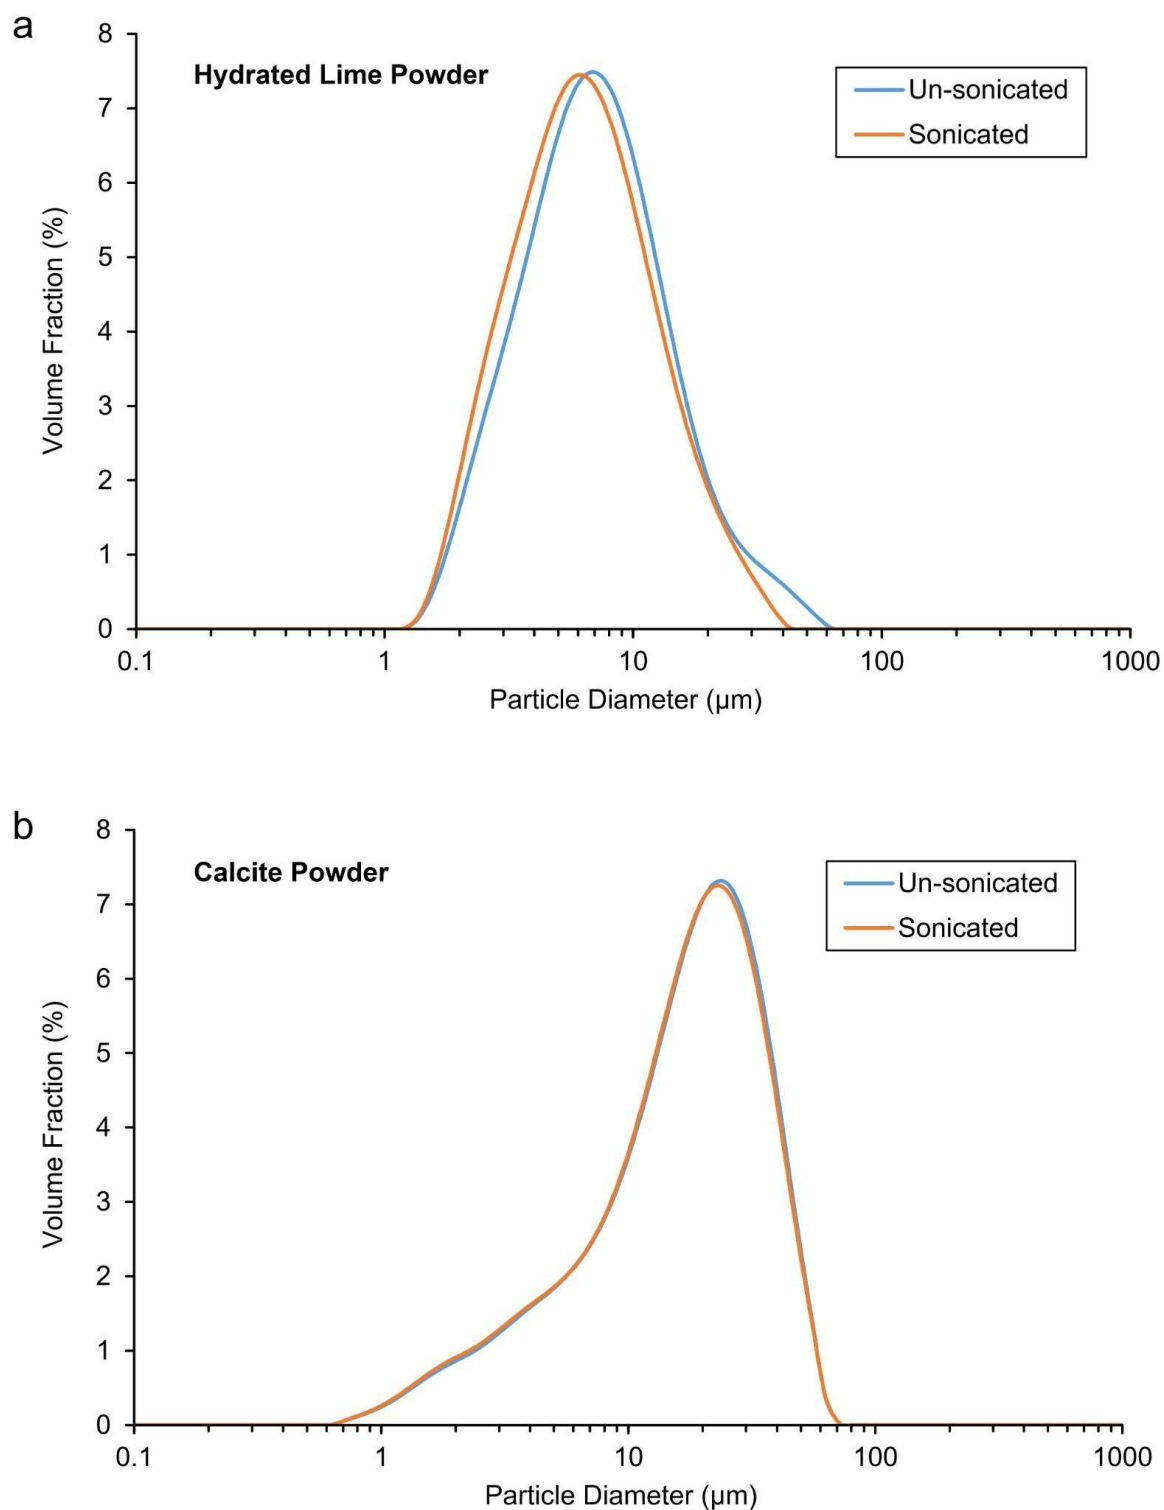 a
Hydrated Lime Powder
Un-sonicated
Sonicated
Volume Fraction (%)
8
7
6
5
4
3
2
1
0
0.1 1 10 100 1000
Particle Diameter (µm)
b
Calcite Powder
Un-sonicated
Sonicated
Volume Fraction (%)
8
7
6
5
4
3
2
1
0
0.1 1 10 100 1000
Particle Diameter (µm)